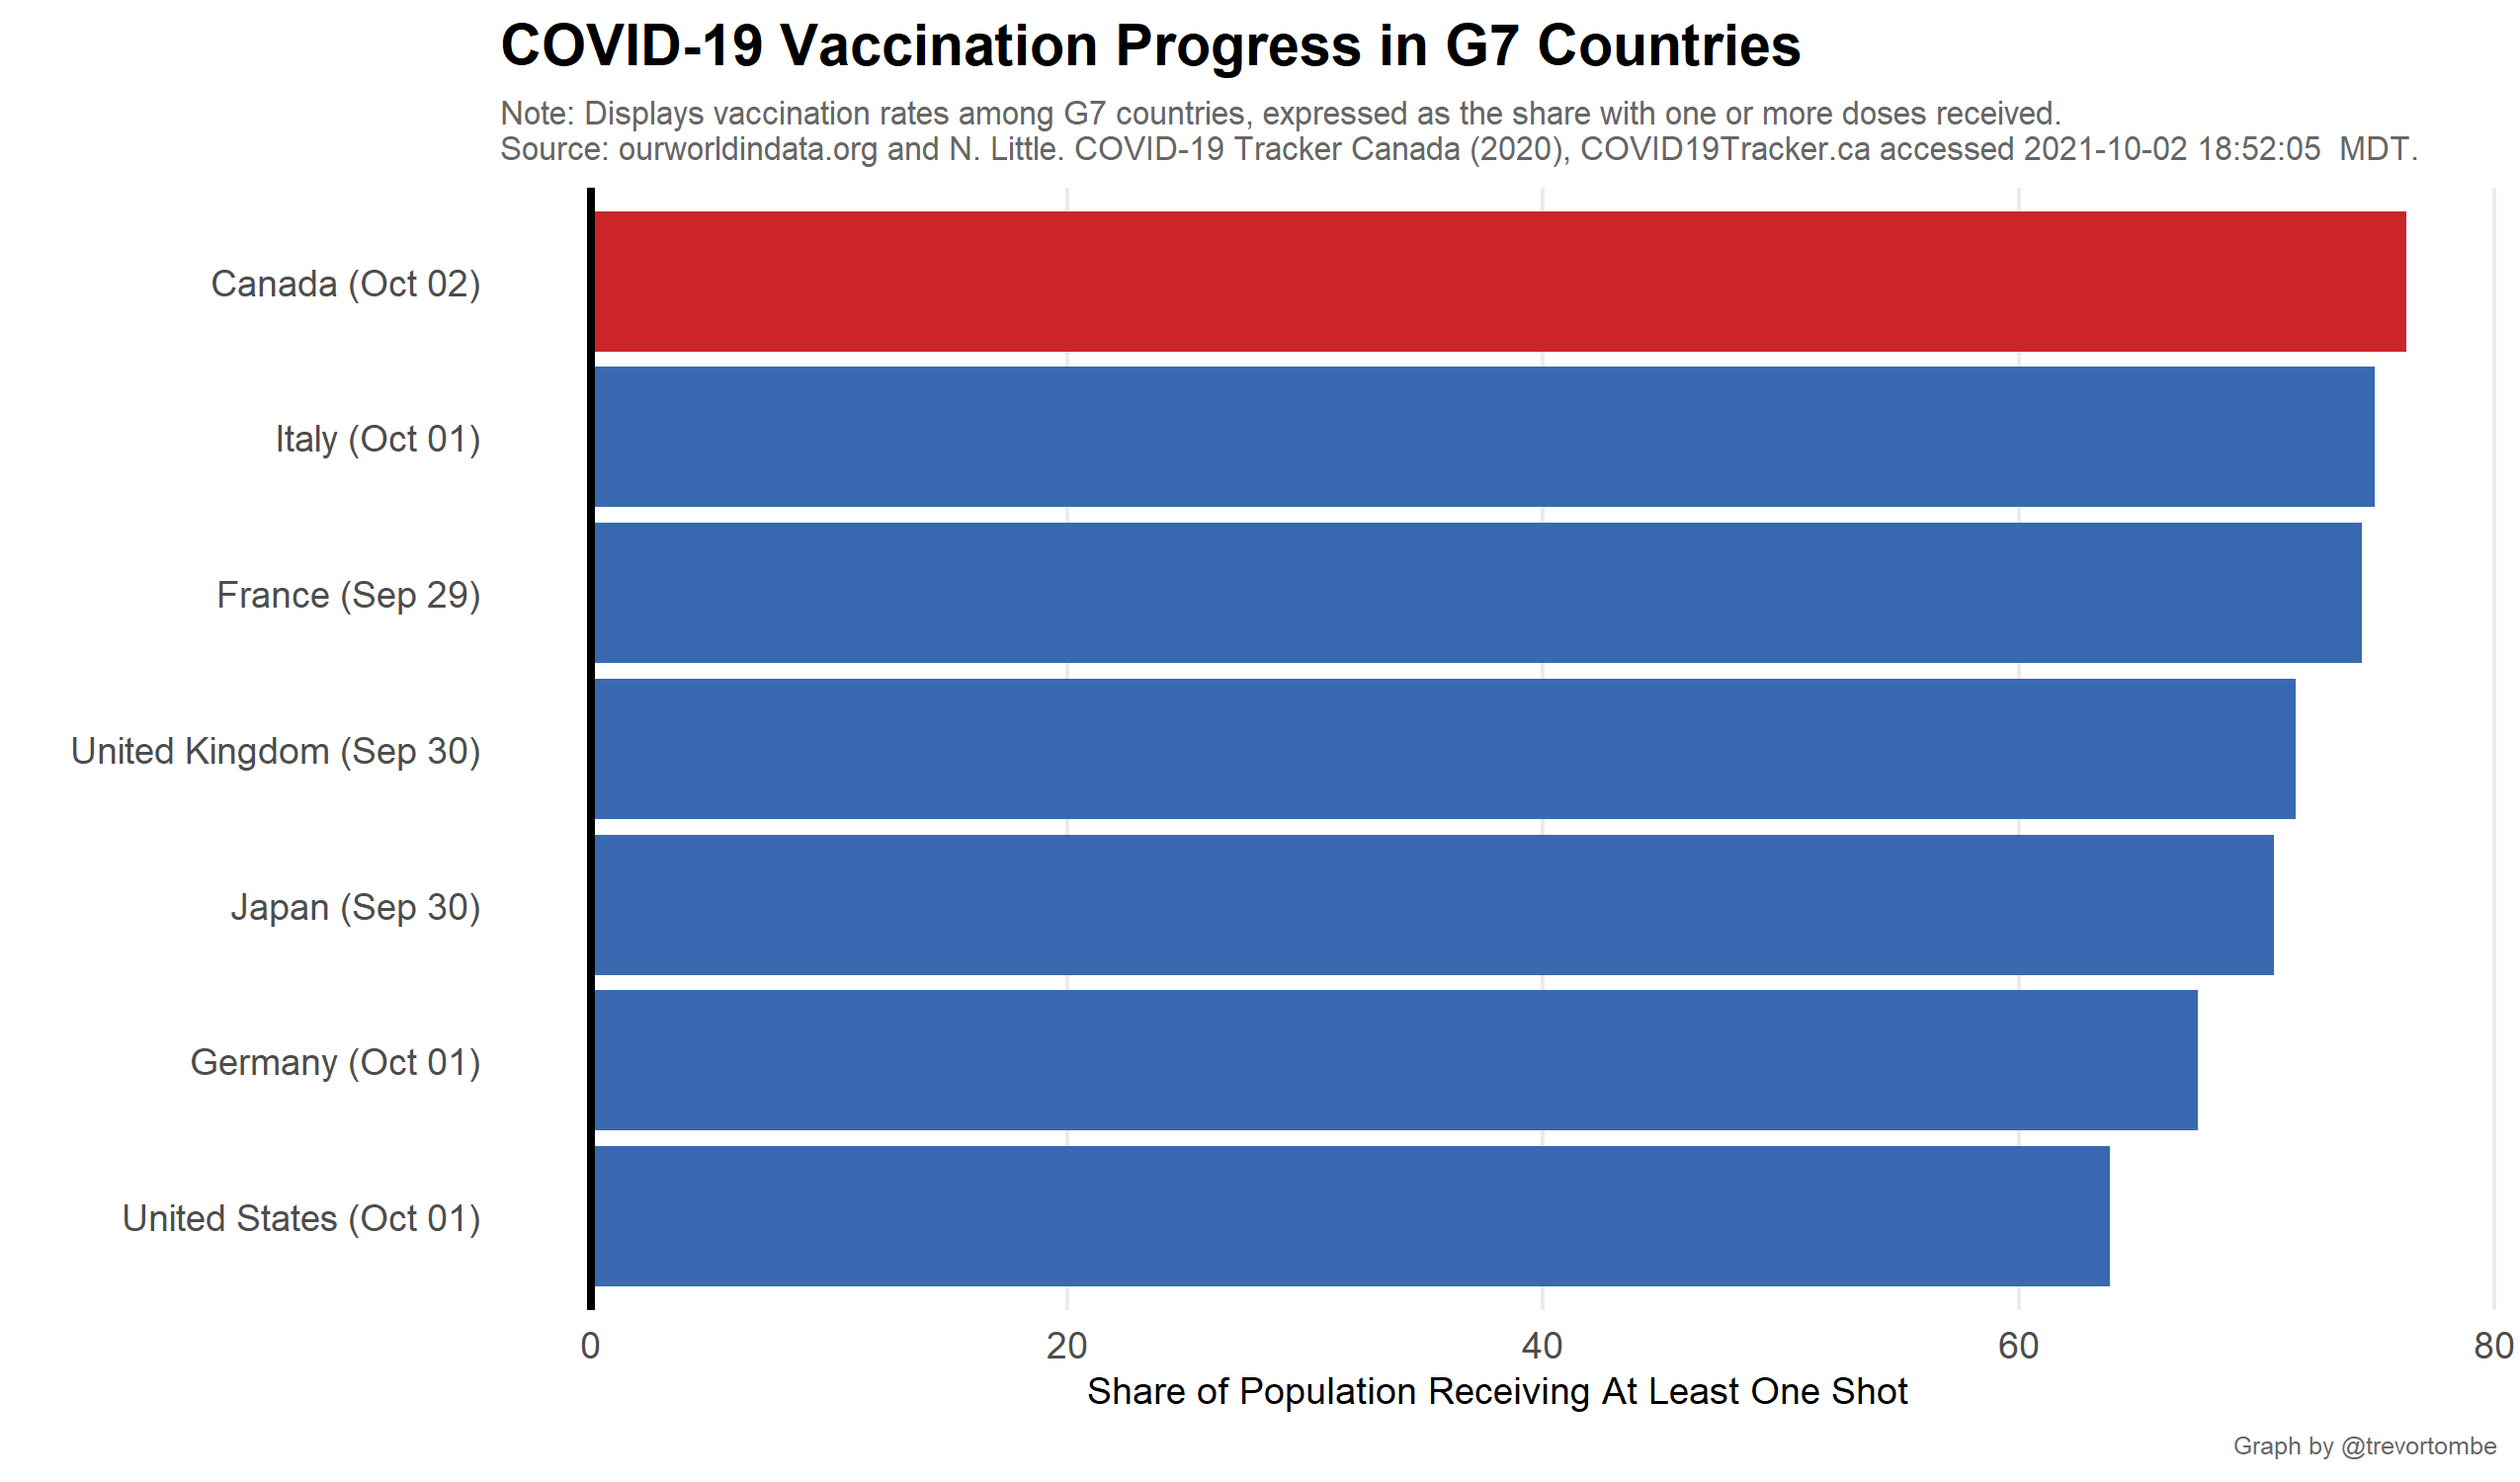 COVID-19 Vaccination Progress in G7 Countries
Note: Displays vaccination rates among G7 countries, expressed as the share with one or more doses received.
Source: ourworldindata.org and N. Little. COVID-19 Tracker Canada (2020), COVID19Tracker.ca accessed 2021-10-02 18:52:05  MDT.
Canada (Oct 02)
Italy (Oct 01)
France (Sep 29)
United Kingdom (Sep 30)
Japan (Sep 30)
Germany (Oct 01)
United States (Oct 01)
0 20 40 60 80
Share of Population Receiving At Least One Shot
Graph by @trevortombe